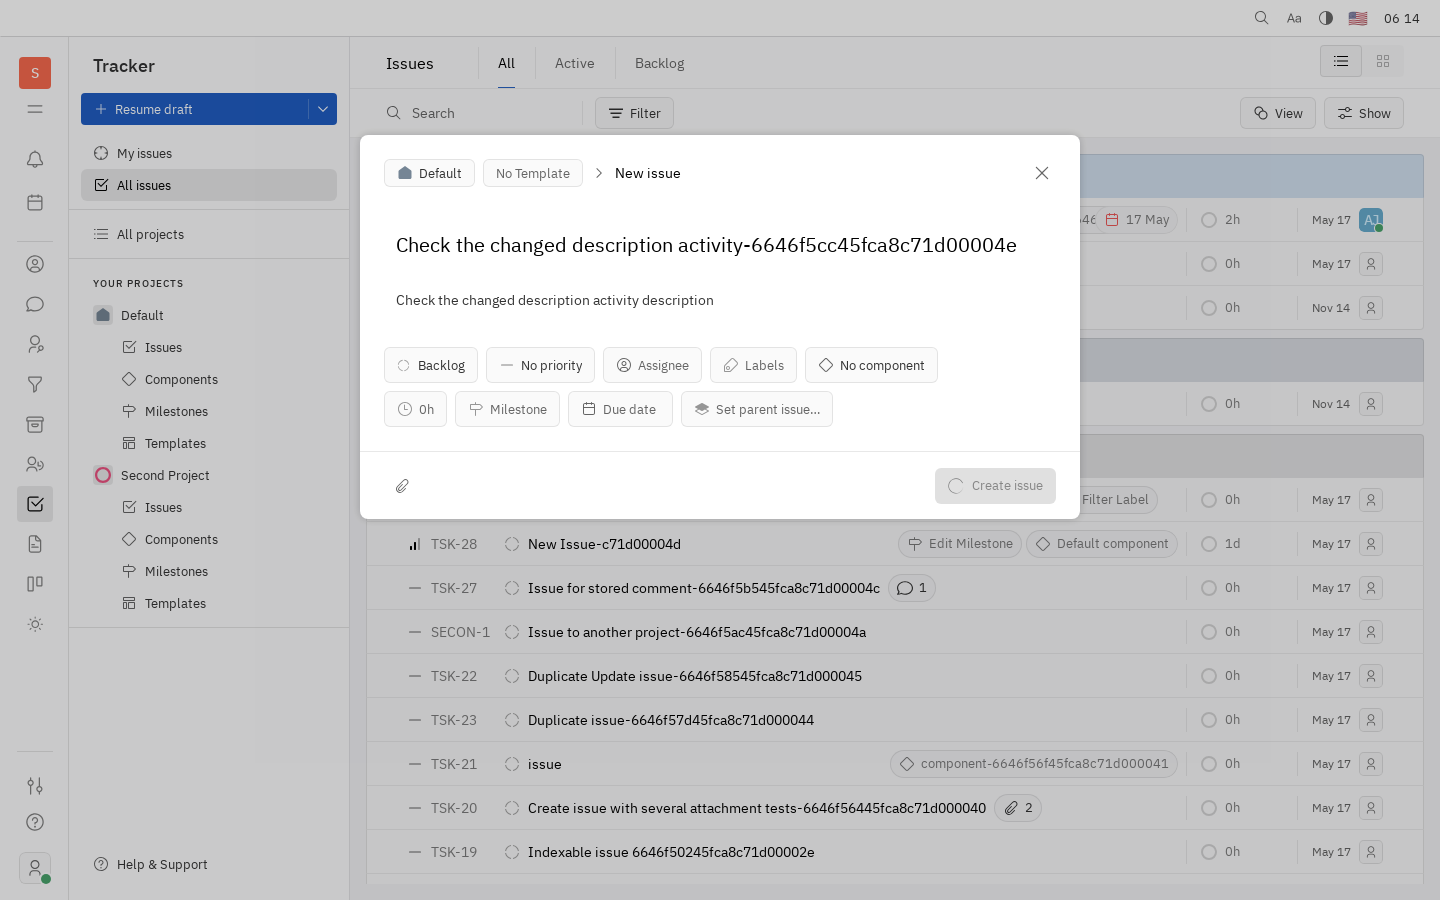 Aa 06 14
S
Tracker
Resume draft
My issues
All issues
All projects
YOUR PROJECTS
Default
Issues
Components
Milestones
Templates
Second Project
Issues
Components
Milestones
Templates
Help & Support
Issues All Active Backlog
Search Filter View Show
Default No Template New issue
Check the changed description activity-6646f5cc45fca8c71d00004e
Check the changed description activity description
Backlog No priority Assignee Labels No component
0h Milestone Due date Set parent issue...
Create issue
17 May 2h May 17 AJ
0h May 17
0h Nov 14
0h Nov 14
Filter Label 0h May 17
TSK-28 New Issue-c71d00004d Edit Milestone Default component 1d May 17
TSK-27 Issue for stored comment-6646f5b545fca8c71d00004c 1 0h May 17
SECON-1 Issue to another project-6646f5ac45fca8c71d00004a 0h May 17
TSK-22 Duplicate Update issue-6646f58545fca8c71d000045 0h May 17
TSK-23 Duplicate issue-6646f57d45fca8c71d000044 0h May 17
TSK-21 issue component-6646f56f45fca8c71d000041 0h May 17
TSK-20 Create issue with several attachment tests-6646f56445fca8c71d000040 2 0h May 17
TSK-19 Indexable issue 6646f50245fca8c71d00002e 0h May 17